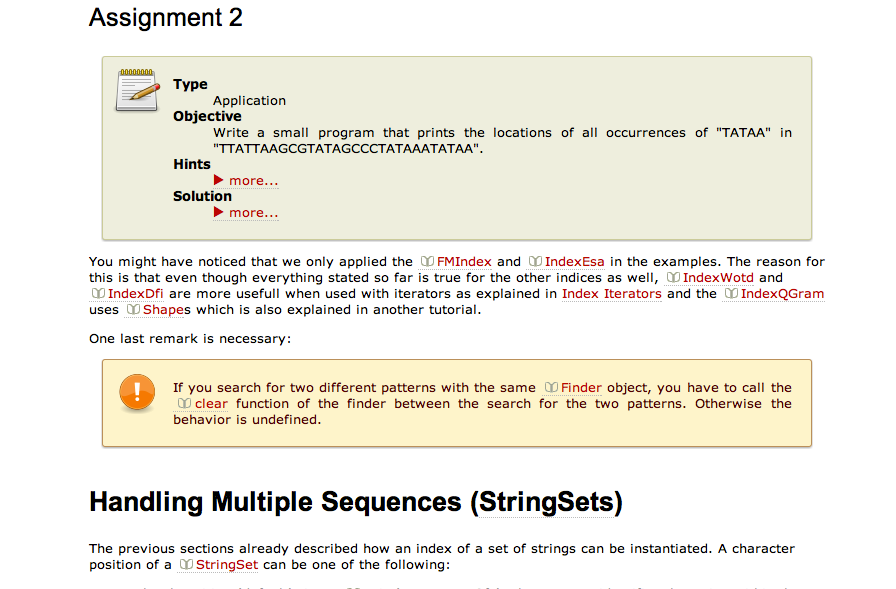 Assignment 2
Type
Application
Objective
Write a small program that prints the locations of all occurrences of "TATAA" in
"TTATTAAGCGTATAGCCCTATAAATATAA".
Hints
more...
Solution
more...
You might have noticed that we only applied the FMIndex and IndexEsa in the examples. The reason for
this is that even though everything stated so far is true for the other indices as well, IndexWotd and
IndexDfi are more usefull when used with iterators as explained in Index Iterators and the IndexQGram
uses Shapes which is also explained in another tutorial.
One last remark is necessary:
If you search for two different patterns with the same Finder object, you have to call the
clear function of the finder between the search for the two patterns. Otherwise the
behavior is undefined.
Handling Multiple Sequences (StringSets)
The previous sections already described how an index of a set of strings can be instantiated. A character
position of a StringSet can be one of the following: